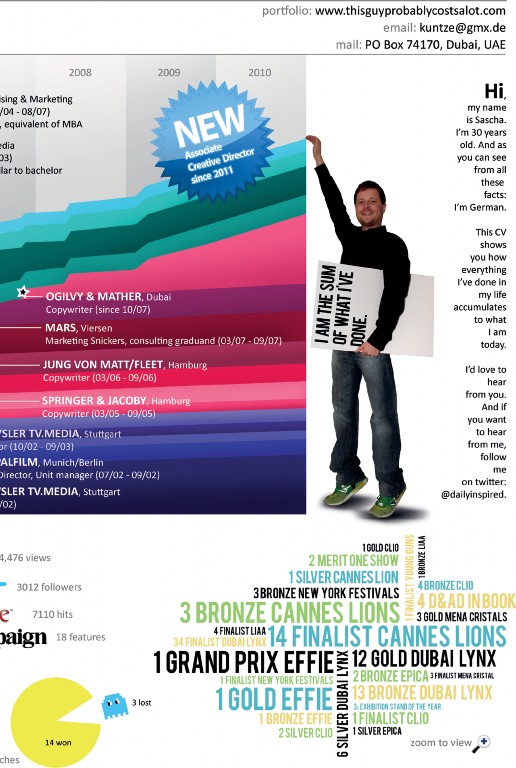 portfolio: www.thisguyprobablycostsalot.com
email: kuntze@gmx.de
mail: PO Box 74170, Dubai, UAE
2008
2009
2010
ising & Marketing
/04 - 08/07)
, equivalent of MBA
edia
03)
ilar to bachelor
NEW
Associate
Creative Director
since 2011
Hi,
my name
is Sascha.
I'm 30 years
old. And as
you can see
from all
these
facts:
I'm German.
This CV
shows
you how
everything
I've done in
my life
accumulates
to what
I am
today.
I'd love to
hear
from you.
And if
you want
to hear
from me,
follow
me
on twitter:
@dailyinspired.
I AM THE SUM
OF WHAT I'VE
DONE.
OGILVY & MATHER, Dubai
Copywriter (since 10/07)
MARS, Viersen
Marketing Snickers, consulting graduand (03/07 - 09/07)
JUNG VON MATT/FLEET, Hamburg
Copywriter (03/06 - 09/06)
SPRINGER & JACOBY, Hamburg
Copywriter (03/05 - 09/05)
YSLER TV.MEDIA, Stuttgart
or (10/02 - 09/03)
PALFILM, Munich/Berlin
Director, Unit manager (07/02 - 09/02)
YSLER TV.MEDIA, Stuttgart
/02)
4,476 views
3012 followers
e
7110 hits
paign
18 features
14 won
3 lost
ches
1 GOLD CLIO
2 MERIT ONE SHOW
1 SILVER CANNES LION
3 BRONZE NEW YORK FESTIVALS
1 FINALIST YOUNG GUNS
1 BRONZE LIAA
4 BRONZE CLIO
4 D&AD IN BOOK
3 BRONZE CANNES LIONS
3 GOLD MENA CRISTALS
4 FINALIST LIAA
34 FINALIST DUBAI LYNX
14 FINALIST CANNES LIONS
1 GRAND PRIX EFFIE
12 GOLD DUBAI LYNX
1 FINALIST NEW YORK FESTIVALS
2 BRONZE EPICA
3 FINALIST MENA CRISTAL
1 GOLD EFFIE
6 SILVER DUBAI LYNX
13 BRONZE DUBAI LYNX
3x EXHIBITION STAND OF THE YEAR
1 BRONZE EFFIE
1 FINALIST CLIO
2 SILVER CLIO
1 SILVER EPICA
zoom to view